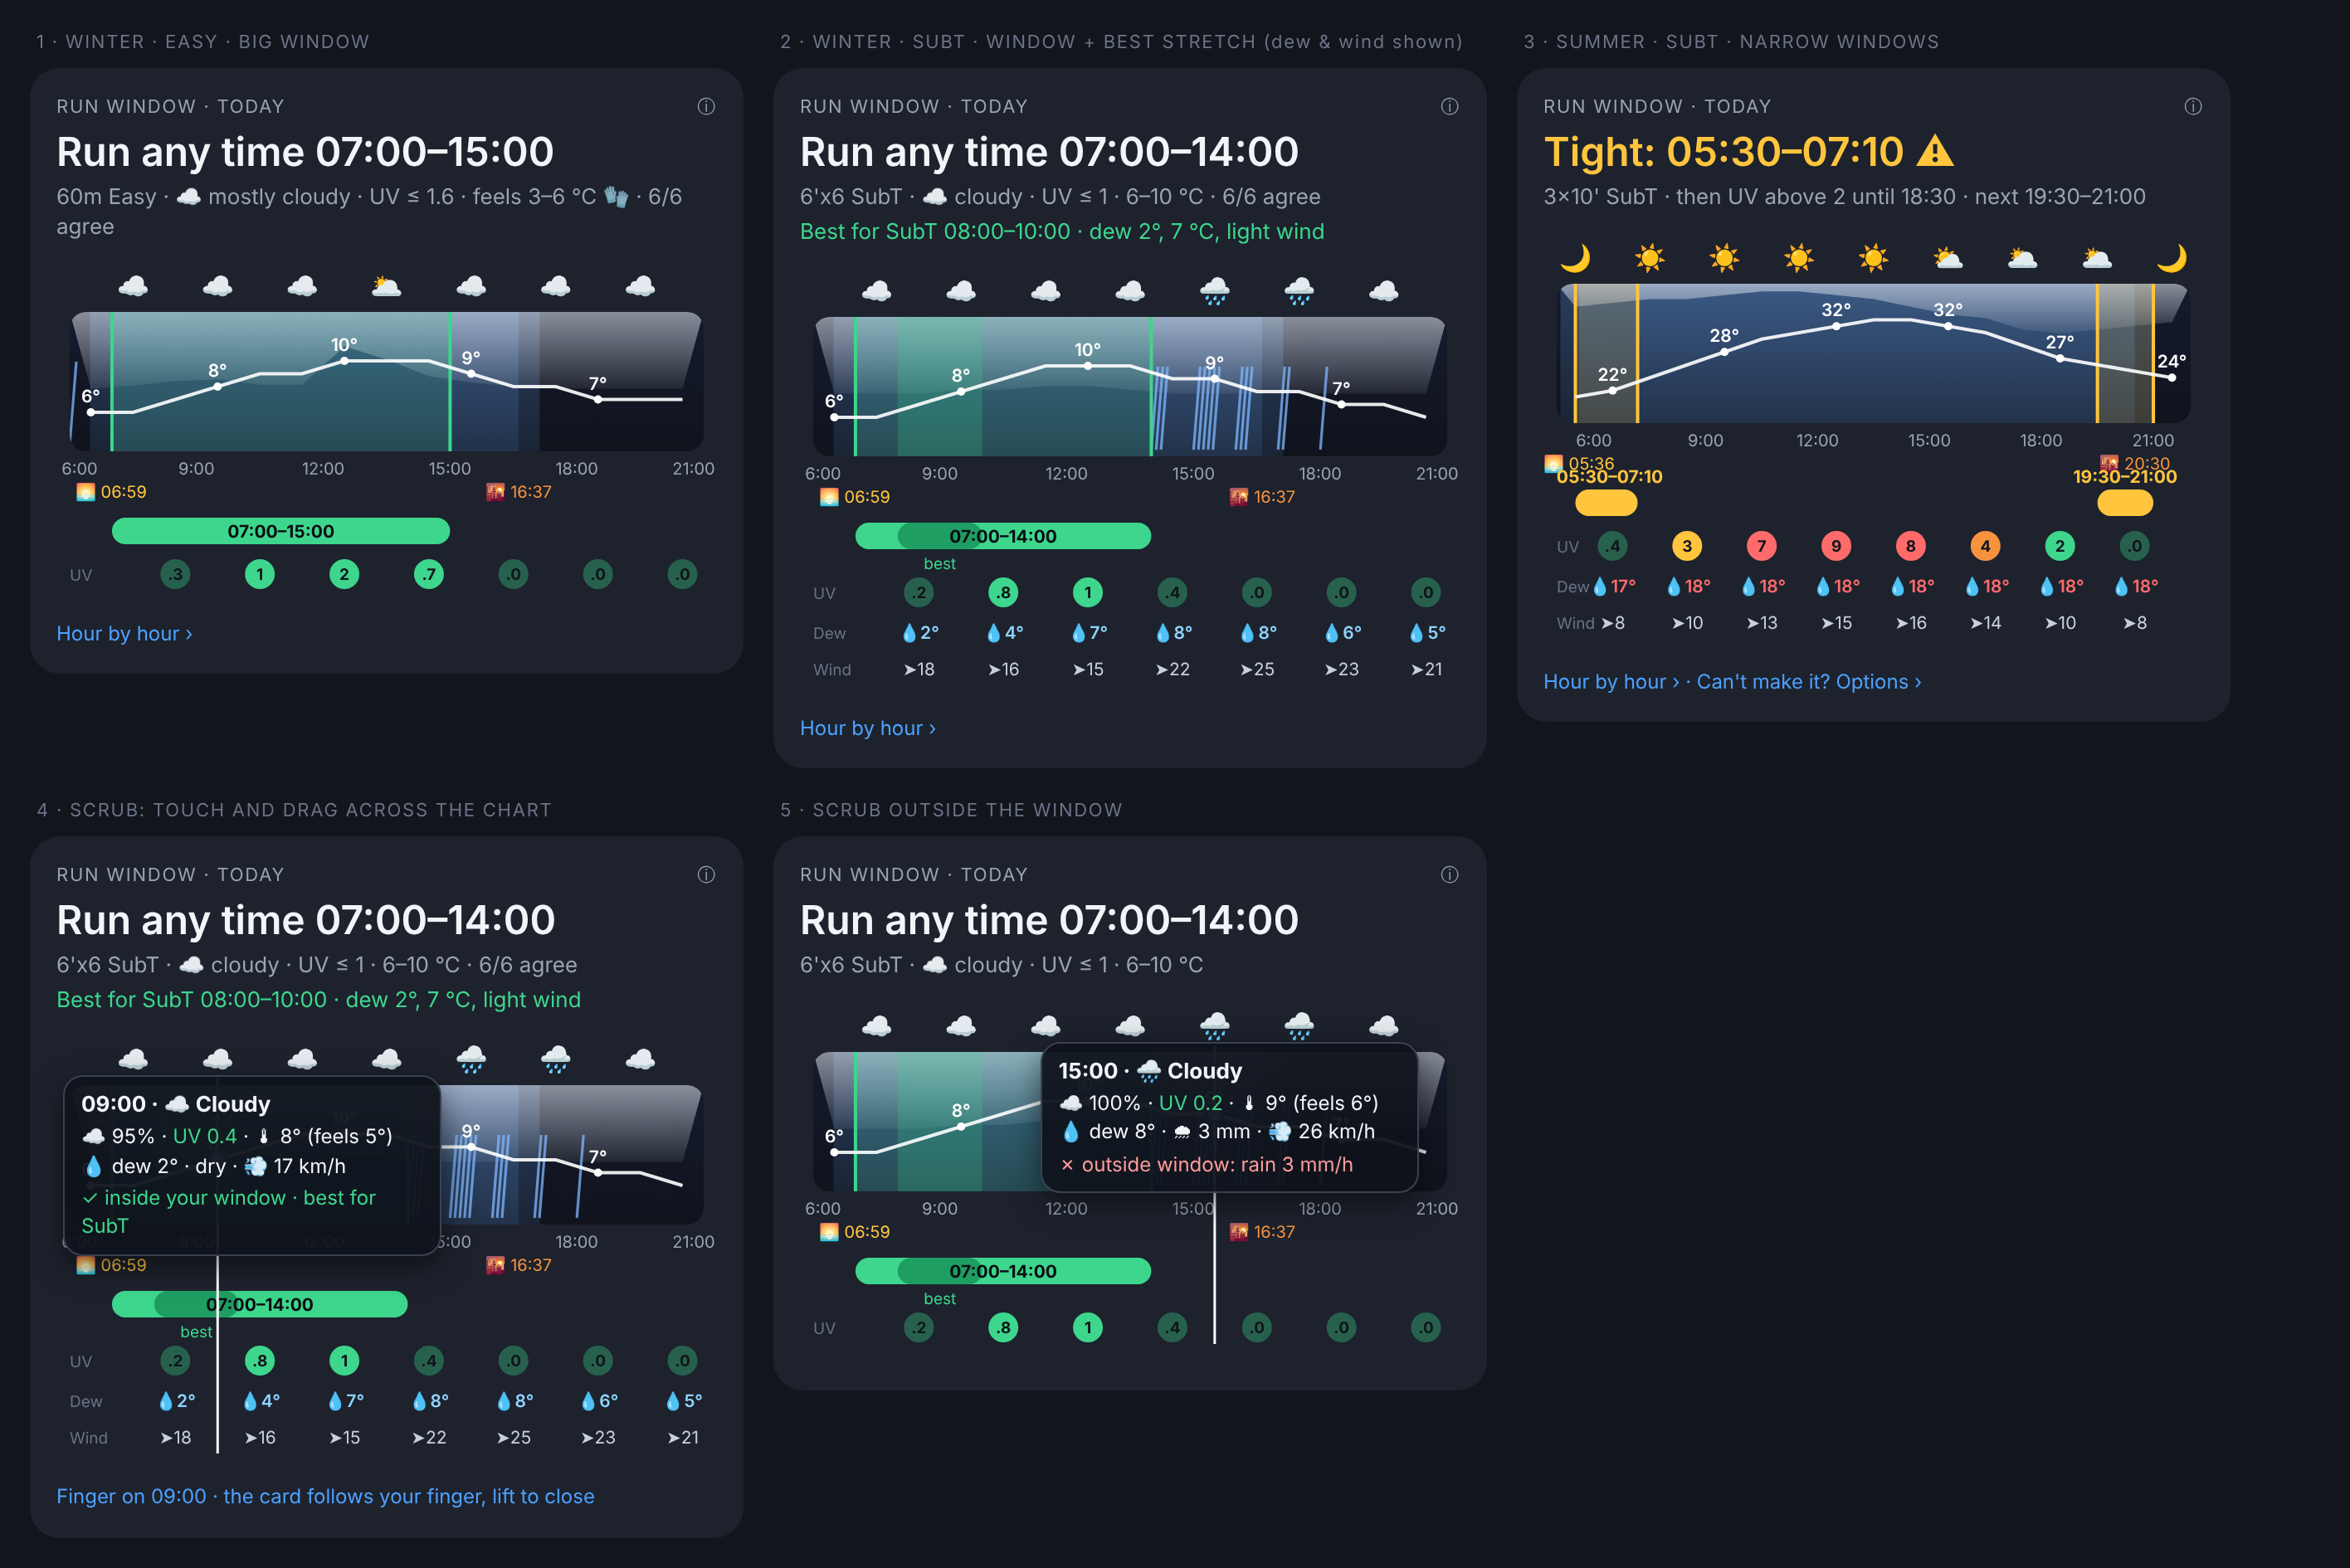 1 · WINTER · EASY · BIG WINDOW
RUN WINDOW · TODAY ⓘ
Run any time 07:00–15:00
60m Easy · ☁️ mostly cloudy · UV ≤ 1.6 · feels 3–6 °C 🧤 · 6/6
agree
10°
9°
8°
7°
6°
6:00 9:00 12:00 15:00 18:00 21:00
🌅 06:59 🌇 16:37
07:00–15:00
UV .3 1 2 .7 .0 .0 .0
Hour by hour ›
2 · WINTER · SUBT · WINDOW + BEST STRETCH (dew & wind shown)
RUN WINDOW · TODAY ⓘ
Run any time 07:00–14:00
6'x6 SubT · ☁️ cloudy · UV ≤ 1 · 6–10 °C · 6/6 agree
Best for SubT 08:00–10:00 · dew 2°, 7 °C, light wind
10°
9°
8°
7°
6°
6:00 9:00 12:00 15:00 18:00 21:00
🌅 06:59 🌇 16:37
07:00–14:00
best
UV .2 .8 1 .4 .0 .0 .0
Dew 💧2° 💧4° 💧7° 💧8° 💧8° 💧6° 💧5°
Wind ➤18 ➤16 ➤15 ➤22 ➤25 ➤23 ➤21
Hour by hour ›
3 · SUMMER · SUBT · NARROW WINDOWS
RUN WINDOW · TODAY ⓘ
Tight: 05:30–07:10 ⚠
3×10' SubT · then UV above 2 until 18:30 · next 19:30–21:00
32° 32°
28° 27°
22° 24°
6:00 9:00 12:00 15:00 18:00 21:00
🌅 05:36 🌇 20:30
05:30–07:10 19:30–21:00
UV .4 3 7 9 8 4 2 .0
Dew 💧17° 💧18° 💧18° 💧18° 💧18° 💧18° 💧18° 💧18°
Wind ➤8 ➤10 ➤13 ➤15 ➤16 ➤14 ➤10 ➤8
Hour by hour › · Can't make it? Options ›
4 · SCRUB: TOUCH AND DRAG ACROSS THE CHART
RUN WINDOW · TODAY ⓘ
Run any time 07:00–14:00
6'x6 SubT · ☁️ cloudy · UV ≤ 1 · 6–10 °C · 6/6 agree
Best for SubT 08:00–10:00 · dew 2°, 7 °C, light wind
09:00 · ☁️ Cloudy
☁️ 95% · UV 0.4 · 🌡 8° (feels 5°)
💧 dew 2° · dry · 💨 17 km/h
✓ inside your window · best for
SubT
10°
9°
7°
6:00 9:00 12:00 15:00 18:00 21:00
🌅 06:59 🌇 16:37
07:00–14:00
best
UV .2 .8 1 .4 .0 .0 .0
Dew 💧2° 💧4° 💧7° 💧8° 💧8° 💧6° 💧5°
Wind ➤18 ➤16 ➤15 ➤22 ➤25 ➤23 ➤21
Finger on 09:00 · the card follows your finger, lift to close
5 · SCRUB OUTSIDE THE WINDOW
RUN WINDOW · TODAY ⓘ
Run any time 07:00–14:00
6'x6 SubT · ☁️ cloudy · UV ≤ 1 · 6–10 °C
15:00 · 🌧 Cloudy
☁️ 100% · UV 0.2 · 🌡 9° (feels 6°)
💧 dew 8° · 🌧 3 mm · 💨 26 km/h
✕ outside window: rain 3 mm/h
8°
6°
6:00 9:00 12:00 15:00 18:00 21:00
🌅 06:59 🌇 16:37
07:00–14:00
best
UV .2 .8 1 .4 .0 .0 .0